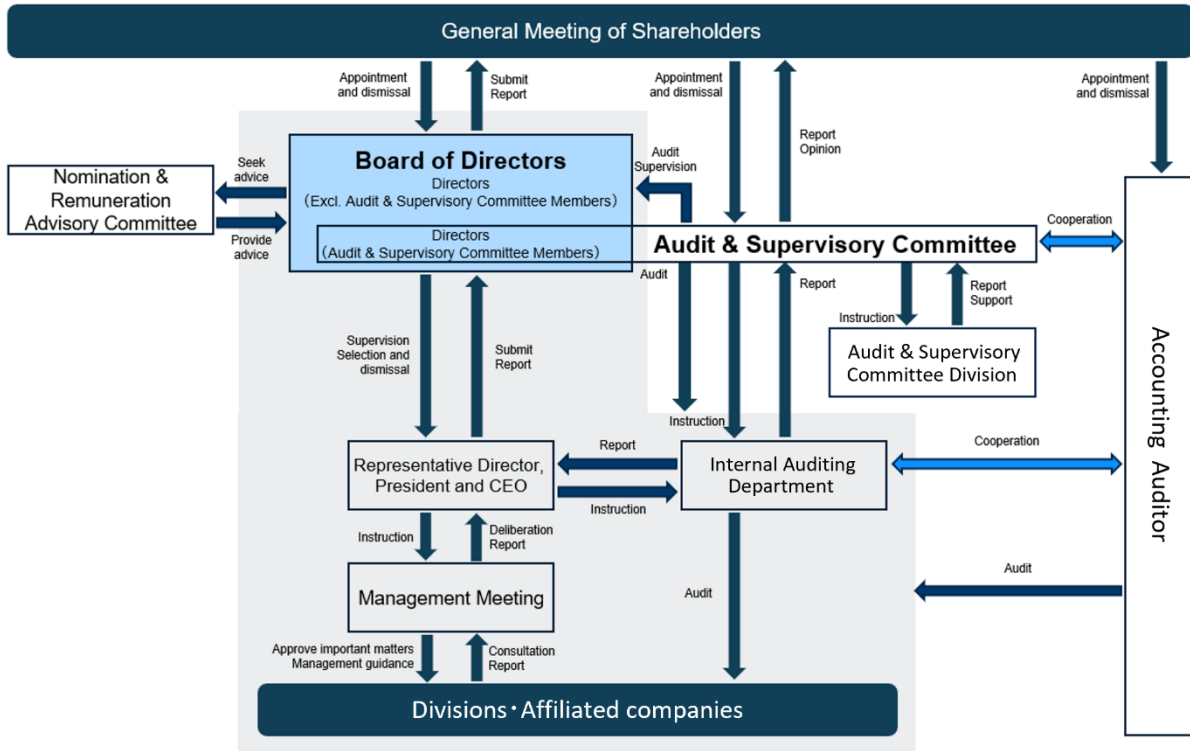 General Meeting of Shareholders
Appointment
and dismissal
Submit
Report
Appointment
and dismissal
Report
Opinion
Appointment
and dismissal
Board of Directors
Directors
(Excl. Audit & Supervisory Committee Members)
Audit
Supervision
Seek
advice
Nomination &
Remuneration
Advisory Committee
Provide
advice
Directors
(Audit & Supervisory Committee Members)
Audit & Supervisory Committee
Cooperation
Audit
Report
Instruction
Report
Support
Audit & Supervisory
Committee Division
Accounting Auditor
Supervision
Selection and
dismissal
Submit
Report
Instruction
Representative Director,
President and CEO
Report
Instruction
Internal Auditing
Department
Cooperation
Instruction
Deliberation
Report
Management Meeting
Audit
Audit
Approve important matters
Management guidance
Consultation
Report
Divisions・Affiliated companies